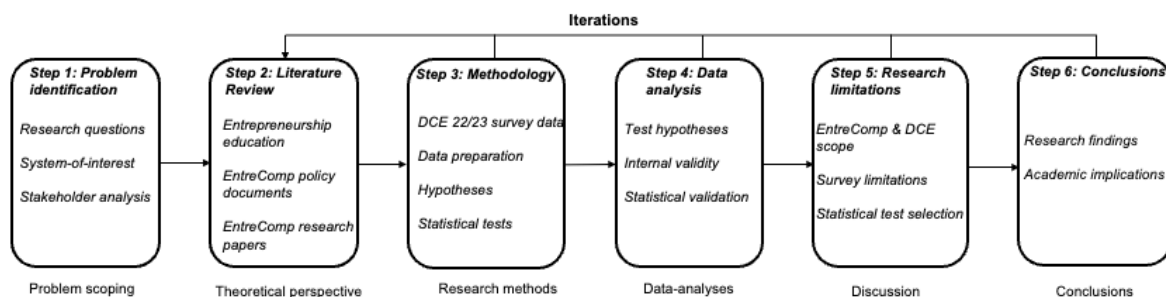 Iterations
Step 1: Problem
identification
Research questions
System-of-interest
Stakeholder analysis
Step 2: Literature
Review
Entrepreneurship
education
EntreComp policy
documents
EntreComp research
papers
Step 3: Methodology
DCE 22/23 survey data
Data preparation
Hypotheses
Statistical tests
Step 4: Data
analysis
Test hypotheses
Internal validity
Statistical validation
Step 5: Research
limitations
EntreComp & DCE
scope
Survey limitations
Statistical test selection
Step 6: Conclusions
Research findings
Academic implications
Problem scoping
Theoretical perspective
Research methods
Data-analyses
Discussion
Conclusions